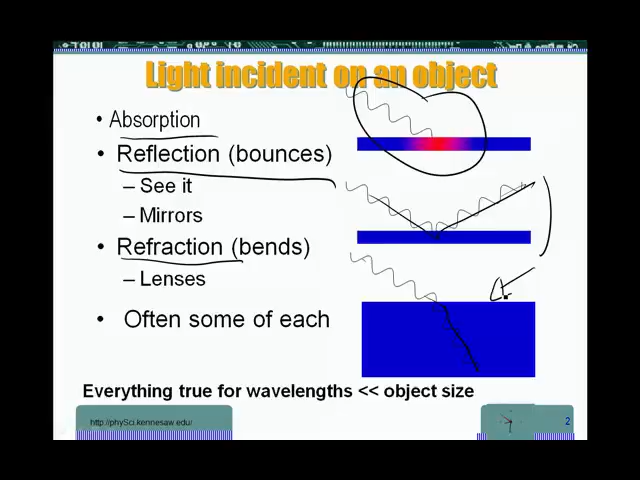 Light incident on an object
• Absorption
• Reflection (bounces)
– See it
– Mirrors
• Refraction (bends)
– Lenses
• Often some of each
Everything true for wavelengths << object size
http://phySci.kennesaw.edu/
2